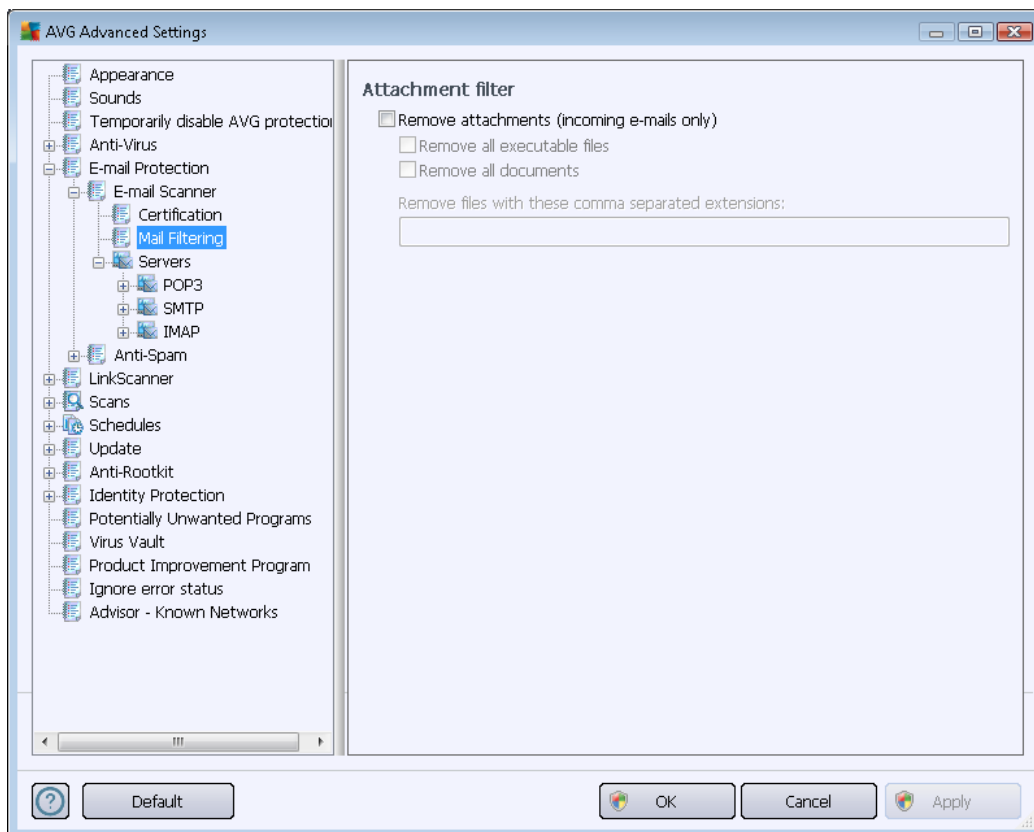 AVG Advanced Settings
Appearance
Sounds
Temporarily disable AVG protectio
Anti-Virus
E-mail Protection
E-mail Scanner
Certification
Mail Filtering
Servers
POP3
SMTP
IMAP
Anti-Spam
LinkScanner
Scans
Schedules
Update
Anti-Rootkit
Identity Protection
Potentially Unwanted Programs
Virus Vault
Product Improvement Program
Ignore error status
Advisor - Known Networks
Attachment filter
Remove attachments (incoming e-mails only)
Remove all executable files
Remove all documents
Remove files with these comma separated extensions:
Default
OK
Cancel
Apply